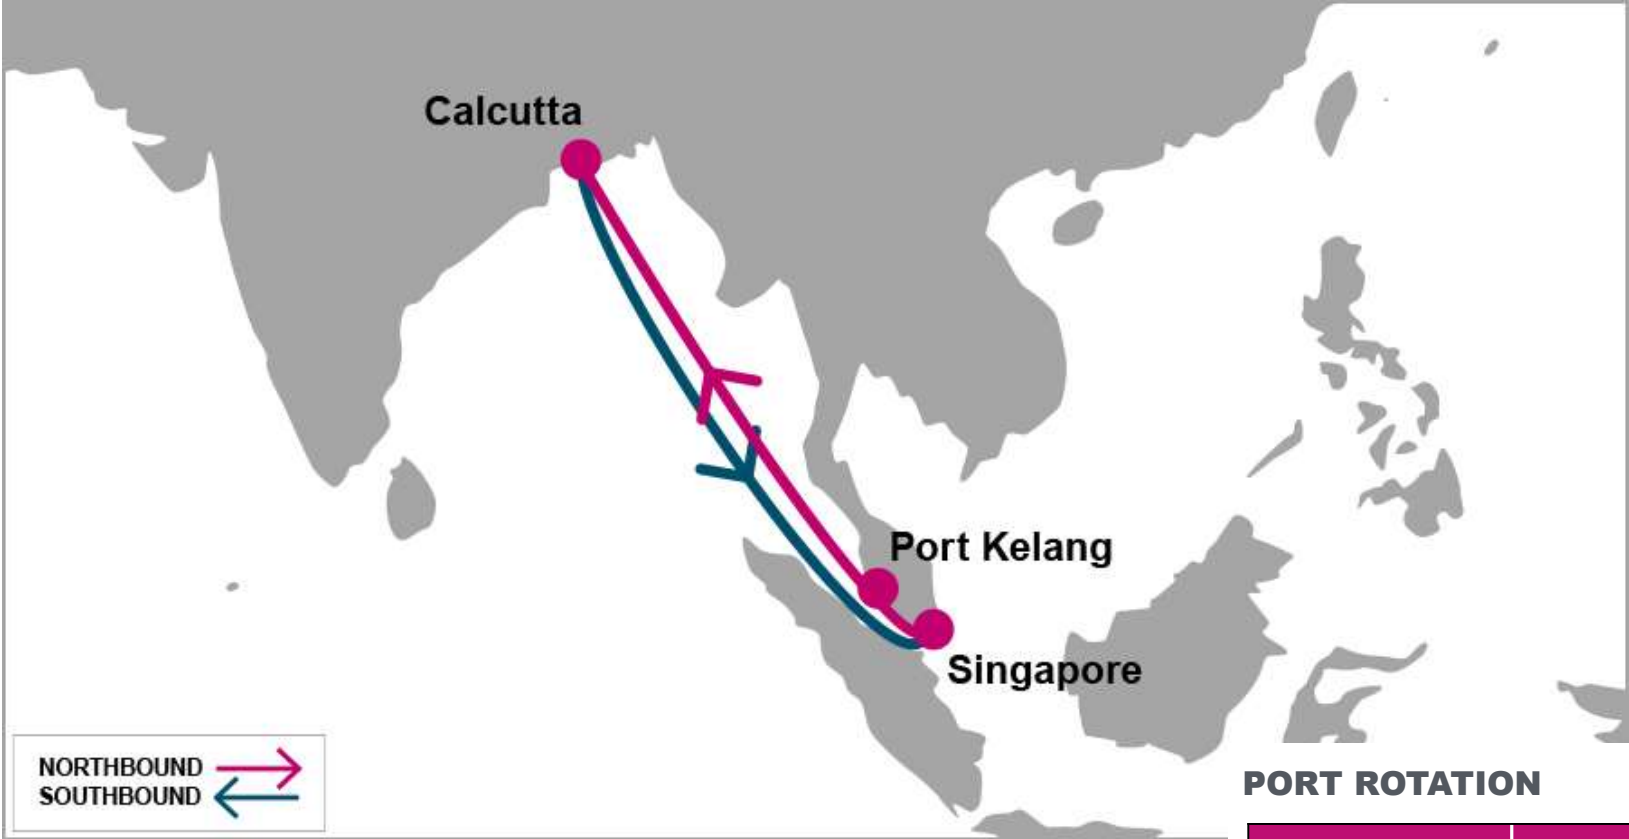 Calcutta
Port Kelang
Singapore
NORTHBOUND
SOUTHBOUND
PORT ROTATION